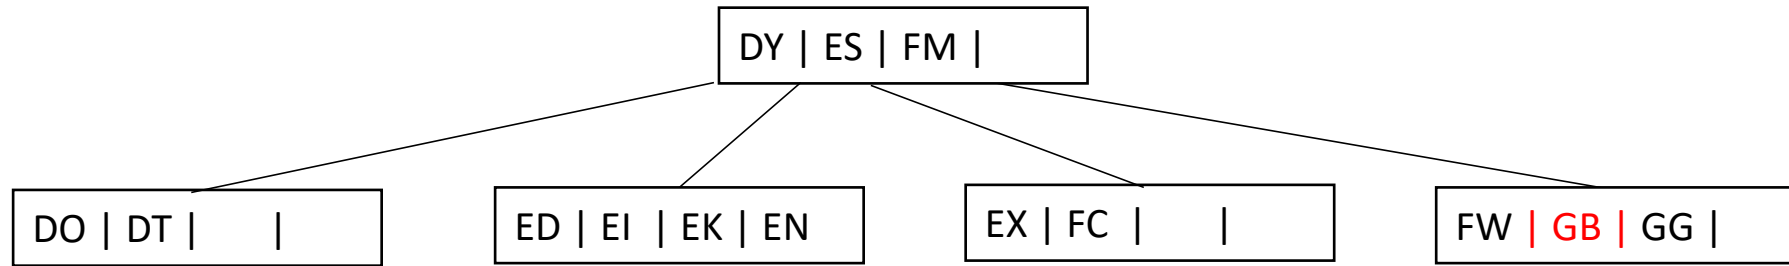 DY | ES | FM |
DO | DT | |
ED | EI | EK | EN
EX | FC | |
FW | GB | GG |